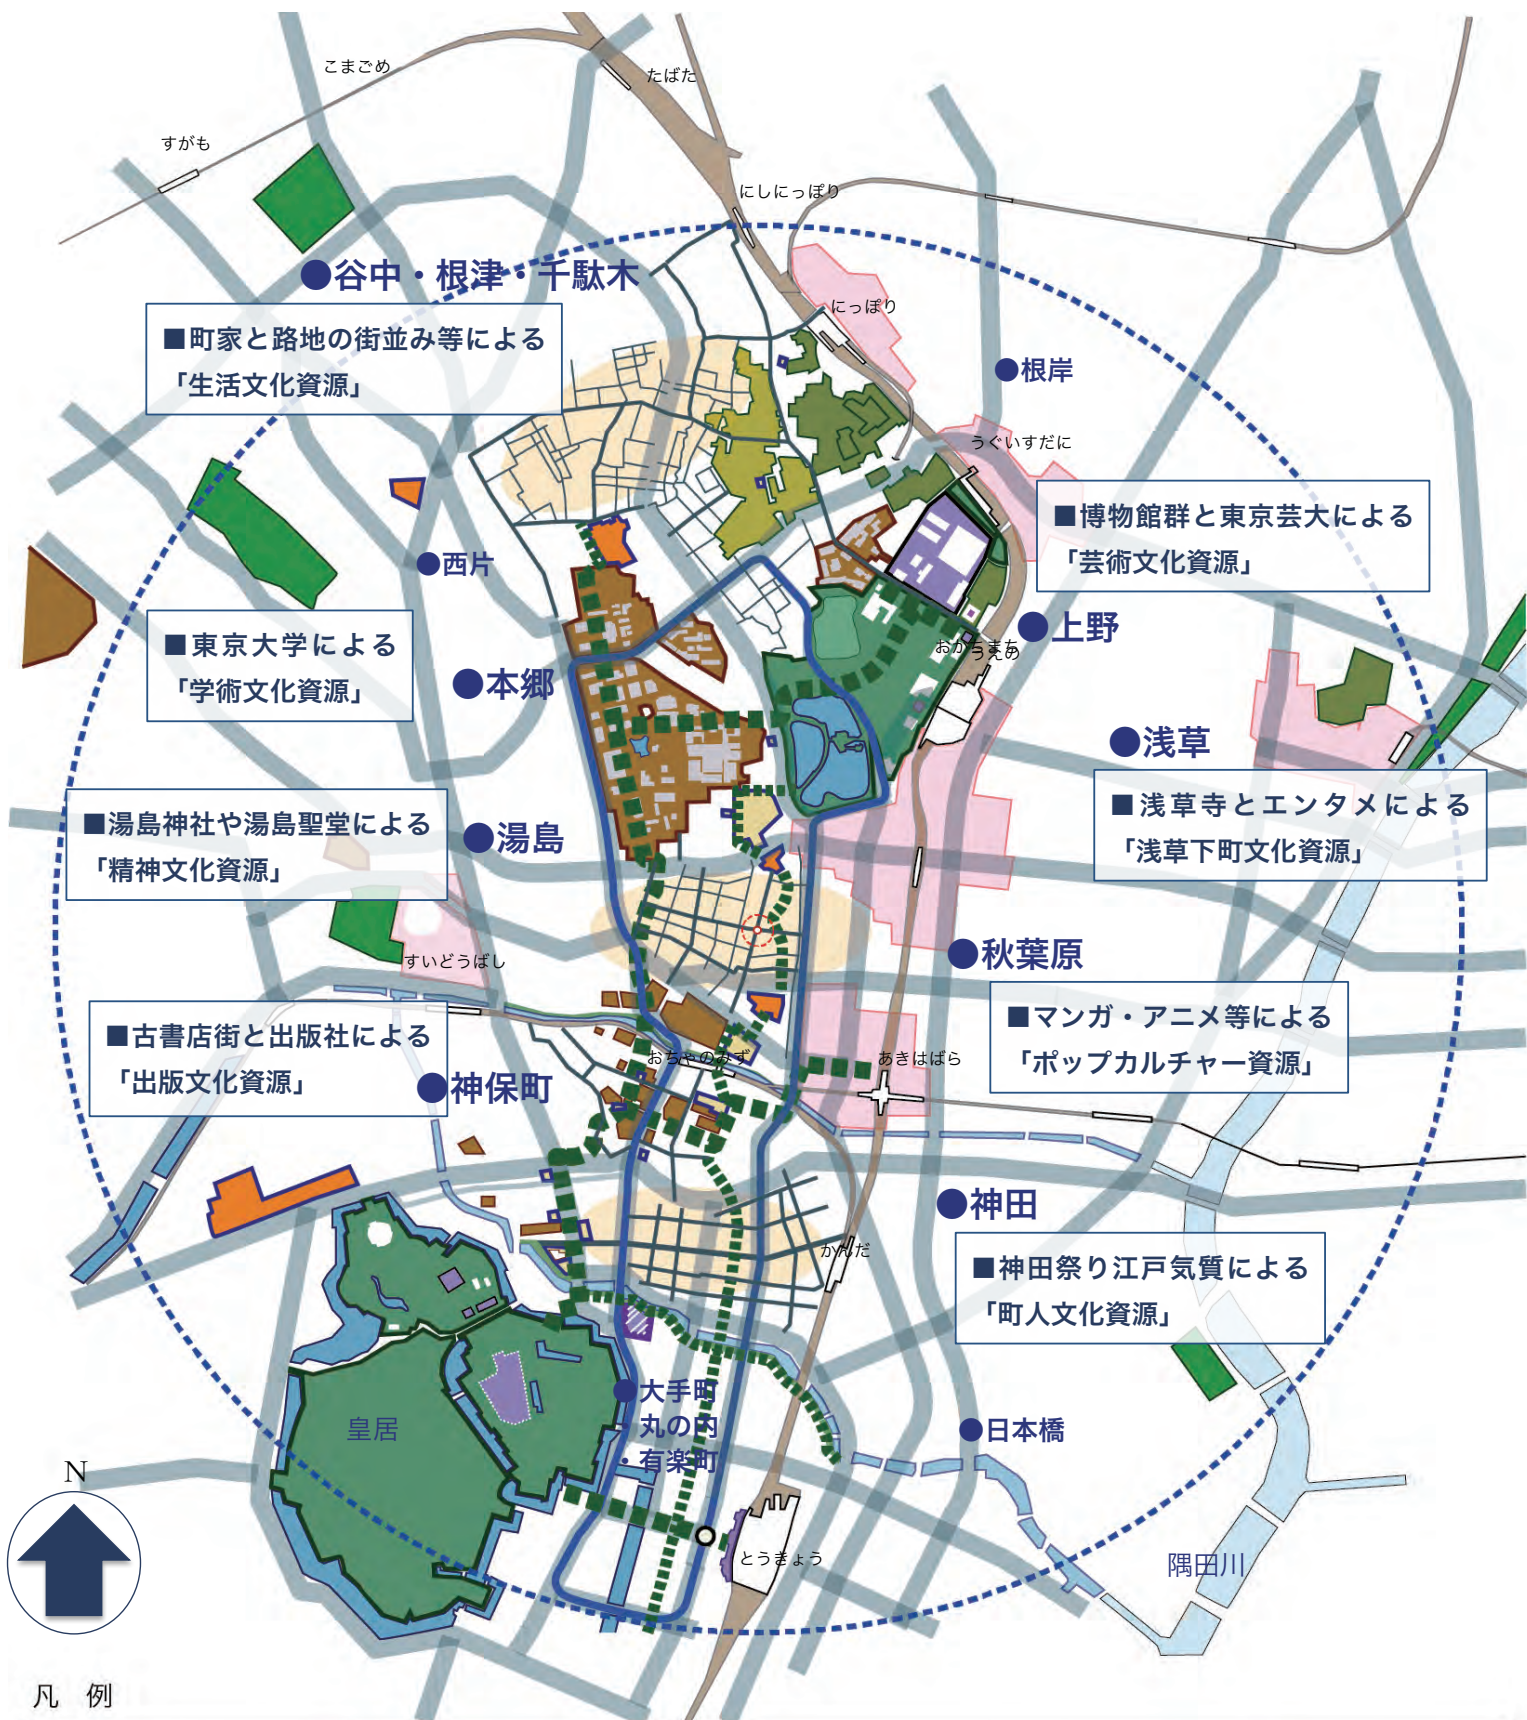 こまごめ
たばた
すがも
にしにっぽり
●谷中・根津・千駄木
■町家と路地の街並み等による
「生活文化資源」
にっぽり
●根岸
うぐいすだに
■博物館群と東京芸大による
「芸術文化資源」
●西片
■東京大学による
「学術文化資源」
●上野
おかちまち
うえの
●本郷
●浅草
■浅草寺とエンタメによる
「浅草下町文化資源」
■湯島神社や湯島聖堂による
「精神文化資源」
●湯島
すいどうばし
●秋葉原
■マンガ・アニメ等による
「ポップカルチャー資源」
■古書店街と出版社による
「出版文化資源」
おちゃのみず
あきはばら
●神保町
●神田
かんだ
■神田祭り江戸気質による
「町人文化資源」
●大手町
・丸の内
・有楽町
皇居
●日本橋
N
とうきょう
隅田川
凡 例